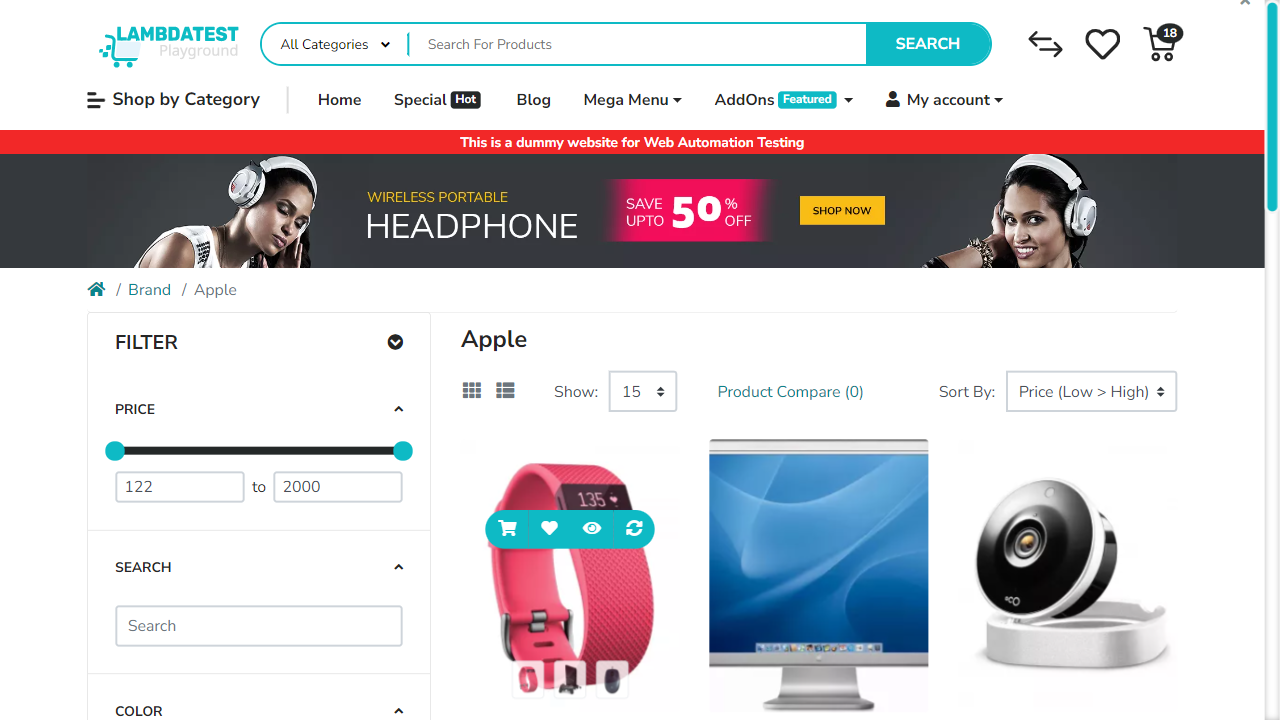 LAMBDATEST
Playground
All Categories
Search For Products
SEARCH
18
Shop by Category
Home
Special Hot
Blog
Mega Menu
AddOns Featured
My account
This is a dummy website for Web Automation Testing
WIRELESS PORTABLE
HEADPHONE
SAVE UPTO 50% OFF
SHOP NOW
/ Brand / Apple
FILTER
Apple
Show: 15
Product Compare (0)
Sort By: Price (Low > High)
PRICE
122 to 2000
135
SEARCH
Search
eco
COLOR